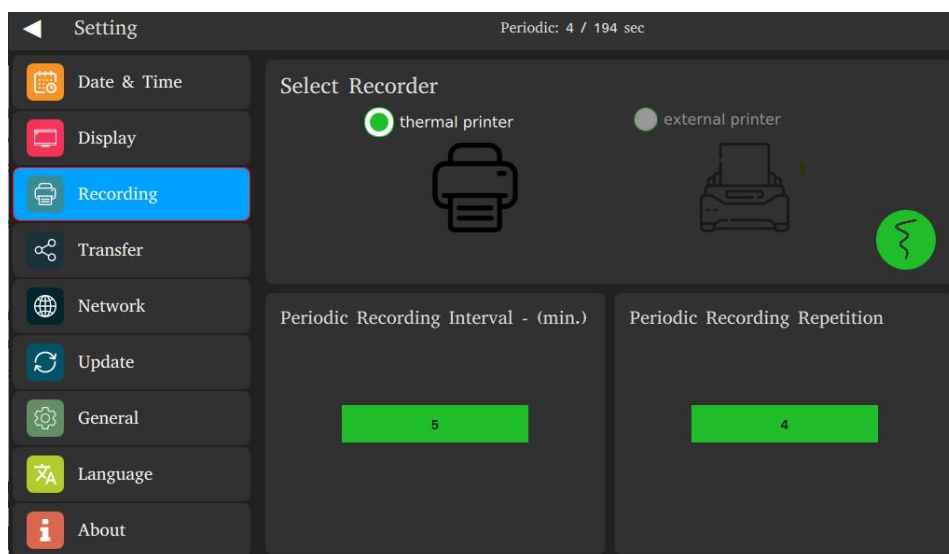 Setting
Periodic: 4 / 194 sec
Date & Time
Display
Recording
Transfer
Network
Update
General
Language
About
Select Recorder
thermal printer
external printer
Periodic Recording Interval - (min.)
5
Periodic Recording Repetition
4